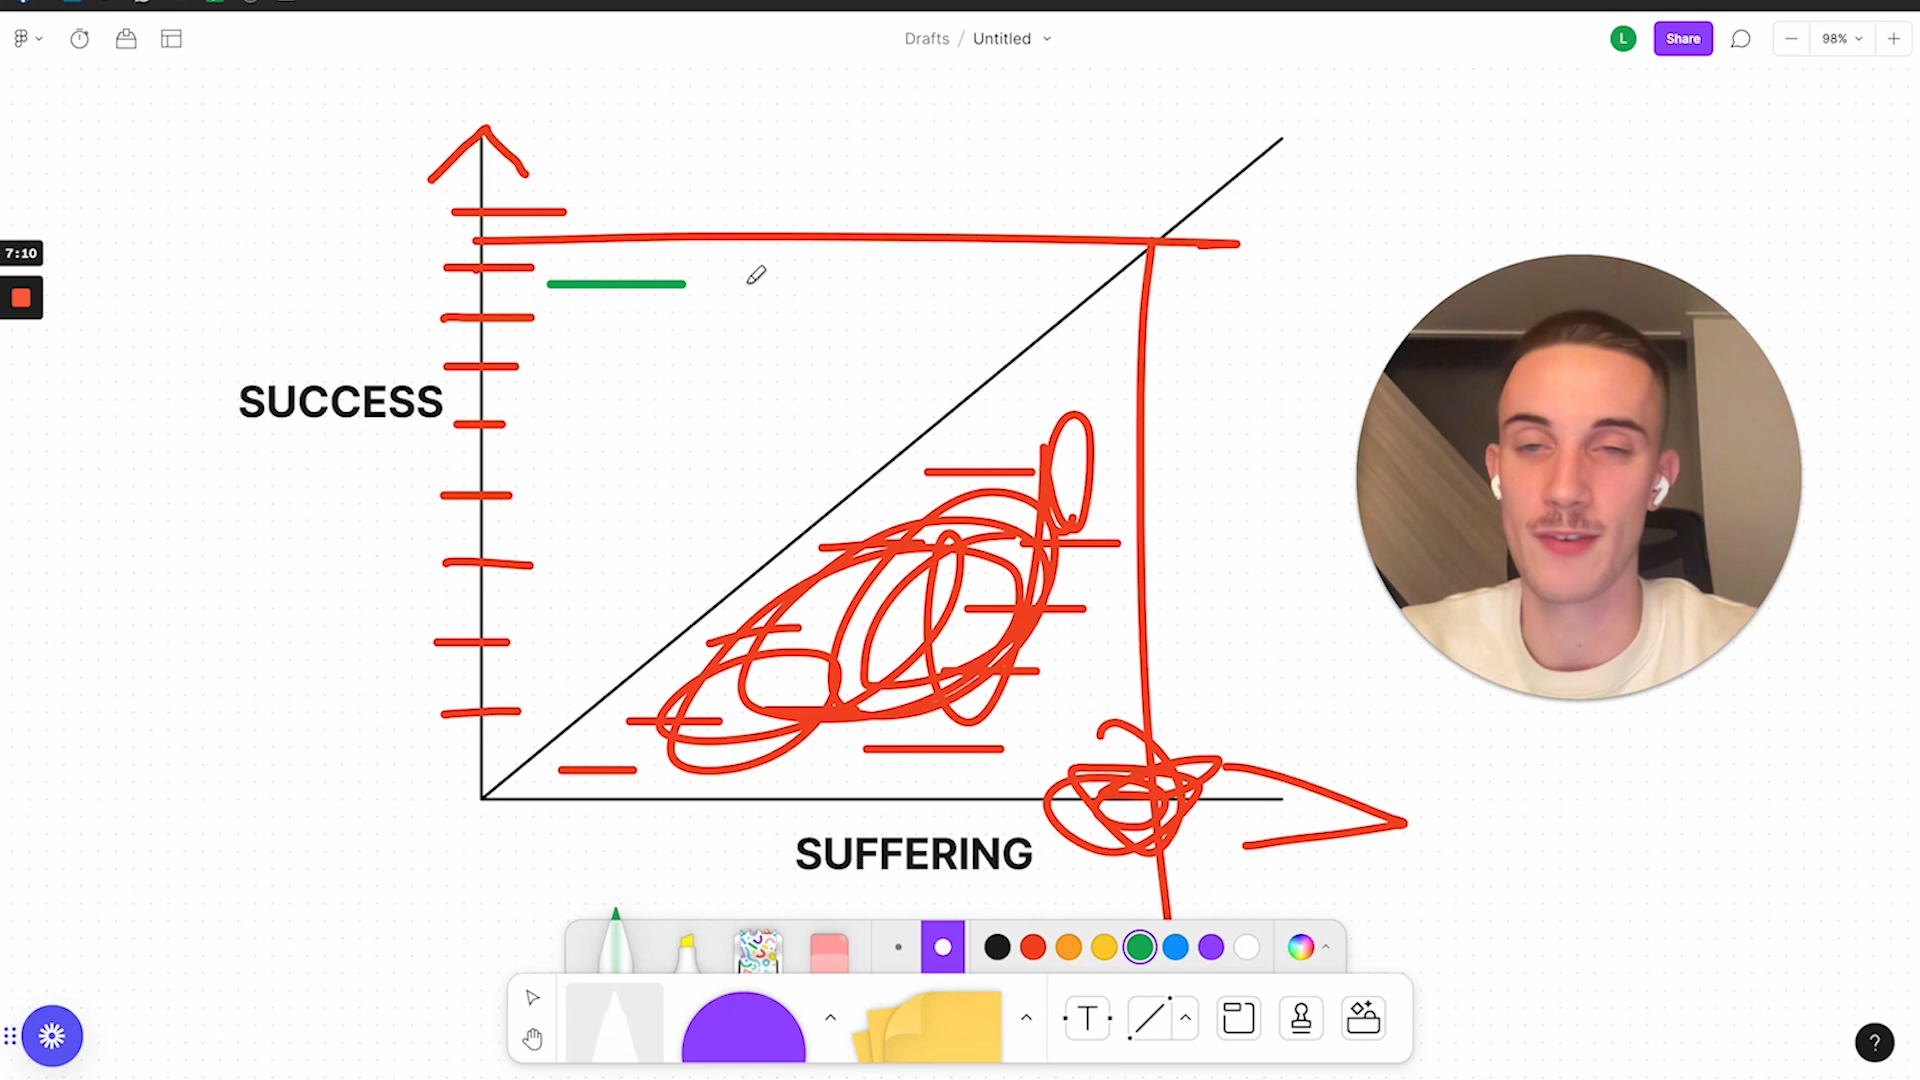 Drafts / Untitled
L
Share
98%
7:10
SUCCESS
SUFFERING
T
?